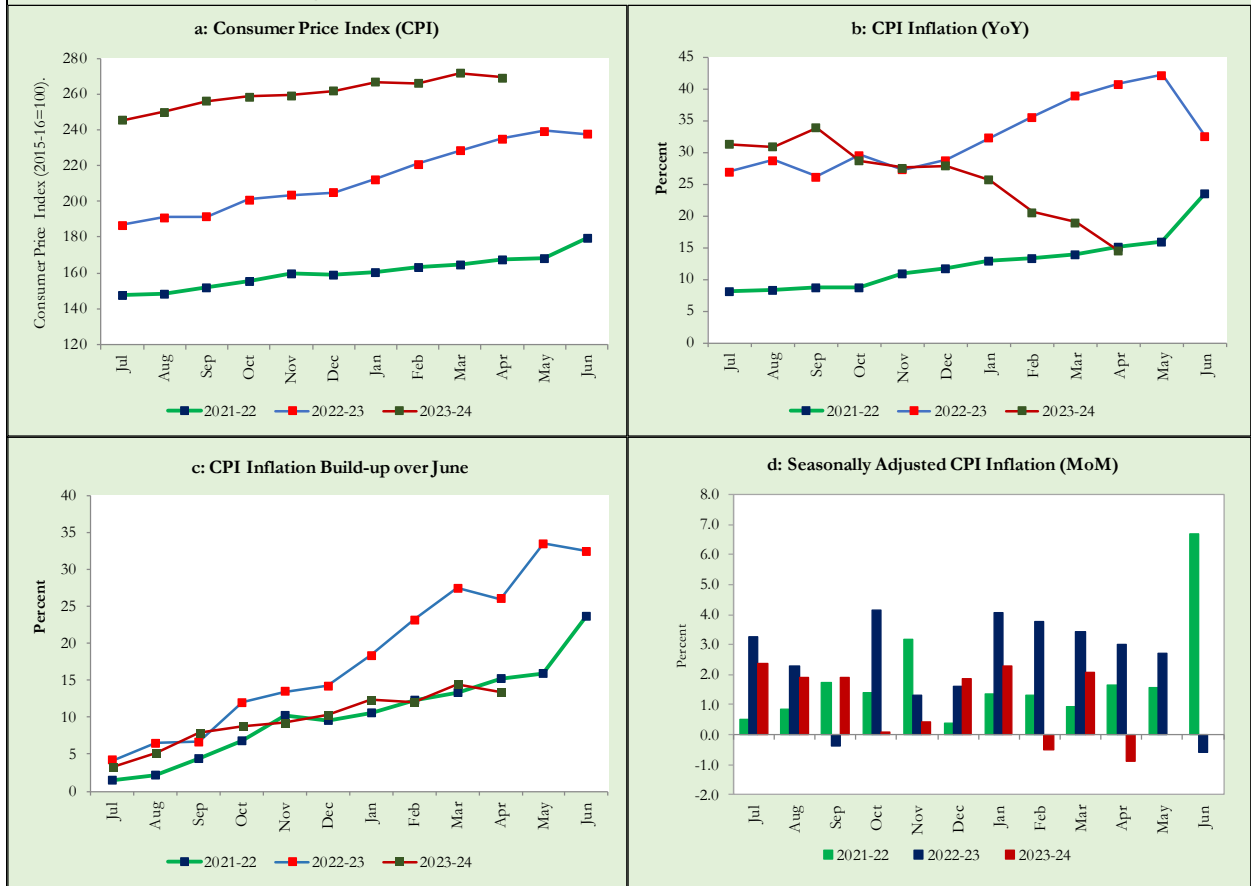 a: Consumer Price Index (CPI)
Consumer Price Index (2015-16=100).
280
260
240
220
200
180
160
140
120
Jul
Aug
Sep
Oct
Nov
Dec
Jan
Feb
Mar
Apr
May
Jun
2021-22
2022-23
2023-24
b: CPI Inflation (YoY)
Percent
45
40
35
30
25
20
15
10
5
0
Jul
Aug
Sep
Oct
Nov
Dec
Jan
Feb
Mar
Apr
May
Jun
2021-22
2022-23
2023-24
c: CPI Inflation Build-up over June
Percent
40
35
30
25
20
15
10
5
0
Jul
Aug
Sep
Oct
Nov
Dec
Jan
Feb
Mar
Apr
May
Jun
2021-22
2022-23
2023-24
d: Seasonally Adjusted CPI Inflation (MoM)
Percent
8.0
7.0
6.0
5.0
4.0
3.0
2.0
1.0
0.0
-1.0
-2.0
Jul
Aug
Sep
Oct
Nov
Dec
Jan
Feb
Mar
Apr
May
Jun
2021-22
2022-23
2023-24